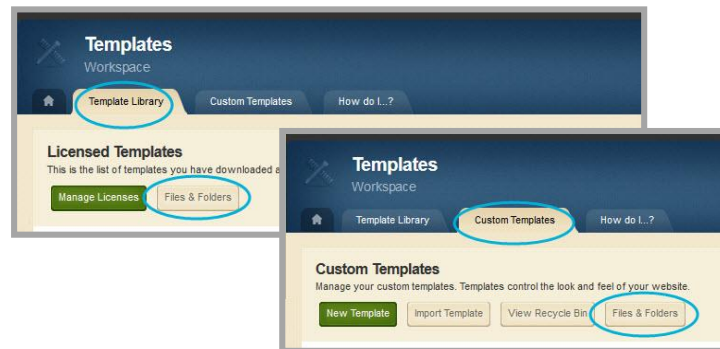 Templates
Workspace
Template Library
Custom Templates
How do I...?
Licensed Templates
This is the list of templates you have downloaded a
Manage Licenses
Files & Folders
Templates
Workspace
Template Library
Custom Templates
How do I...?
Custom Templates
Manage your custom templates. Templates control the look and feel of your website.
New Template
Import Template
View Recycle Bin
Files & Folders